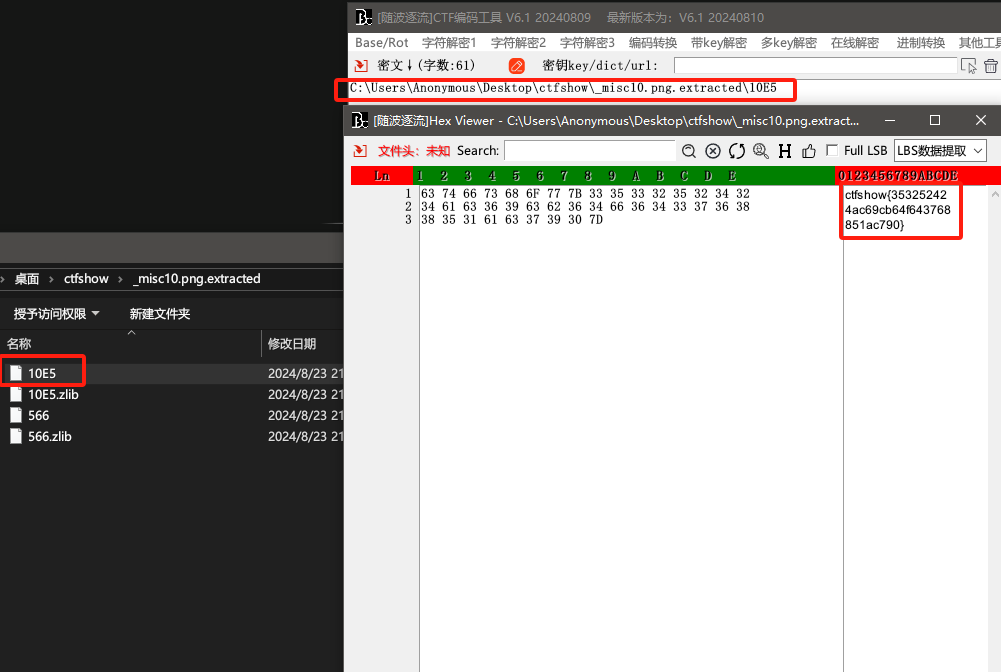 [随波逐流]CTF编码工具 V6.1 20240809 最新版本为：V6.1 20240810
Base/Rot 字符解密1 字符解密2 字符解密3 编码转换 带key解密 多key解密 在线解密 进制转换 其他工具
密文↓(字数:61) 密钥key/dict/url:
C:\Users\Anonymous\Desktop\ctfshow\_misc10.png.extracted\10E5
[随波逐流]Hex Viewer - C:\Users\Anonymous\Desktop\ctfshow\_misc10.png.extract...
文件头: 未知 Search: H Full LSB LBS数据提取
Ln 1 2 3 4 5 6 7 8 9 A B C D E 0123456789ABCDE
1 63 74 66 73 68 6F 77 7B 33 35 33 32 35 32 34 32 ctfshow{35325242
2 34 61 63 36 39 63 62 36 34 66 36 34 33 37 36 38 4ac69cb64f643768
3 38 35 31 61 63 37 39 30 7D 851ac790}
桌面 › ctfshow › _misc10.png.extracted
授予访问权限 新建文件夹
名称 修改日期
10E5 2024/8/23 21
10E5.zlib 2024/8/23 21
566 2024/8/23 21
566.zlib 2024/8/23 21